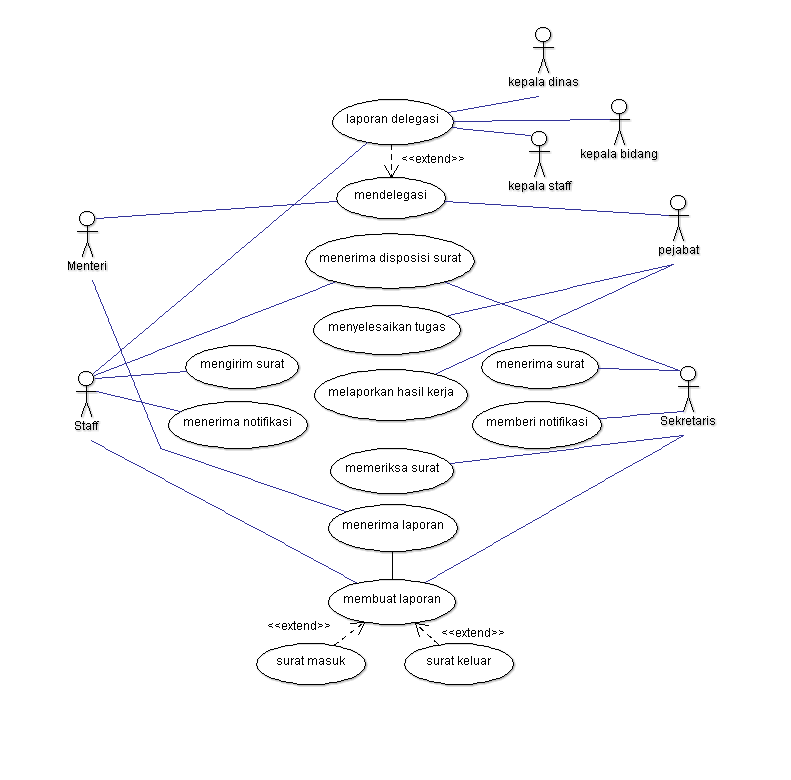 kepala dinas
laporan delegasi
kepala bidang
<<extend>>
kepala staff
mendelegasi
pejabat
Menteri
menerima disposisi surat
menyelesaikan tugas
mengirim surat
menerima surat
melaporkan hasil kerja
Staff
menerima notifikasi
memberi notifikasi
Sekretaris
memeriksa surat
menerima laporan
membuat laporan
<<extend>>
<<extend>>
surat masuk
surat keluar